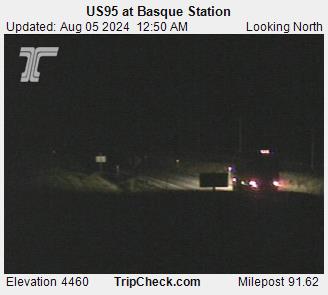 US95 at Basque Station
Updated: Aug 05 2024 12:50 AM Looking North
Elevation 4460 TripCheck.com Milepost 91.62